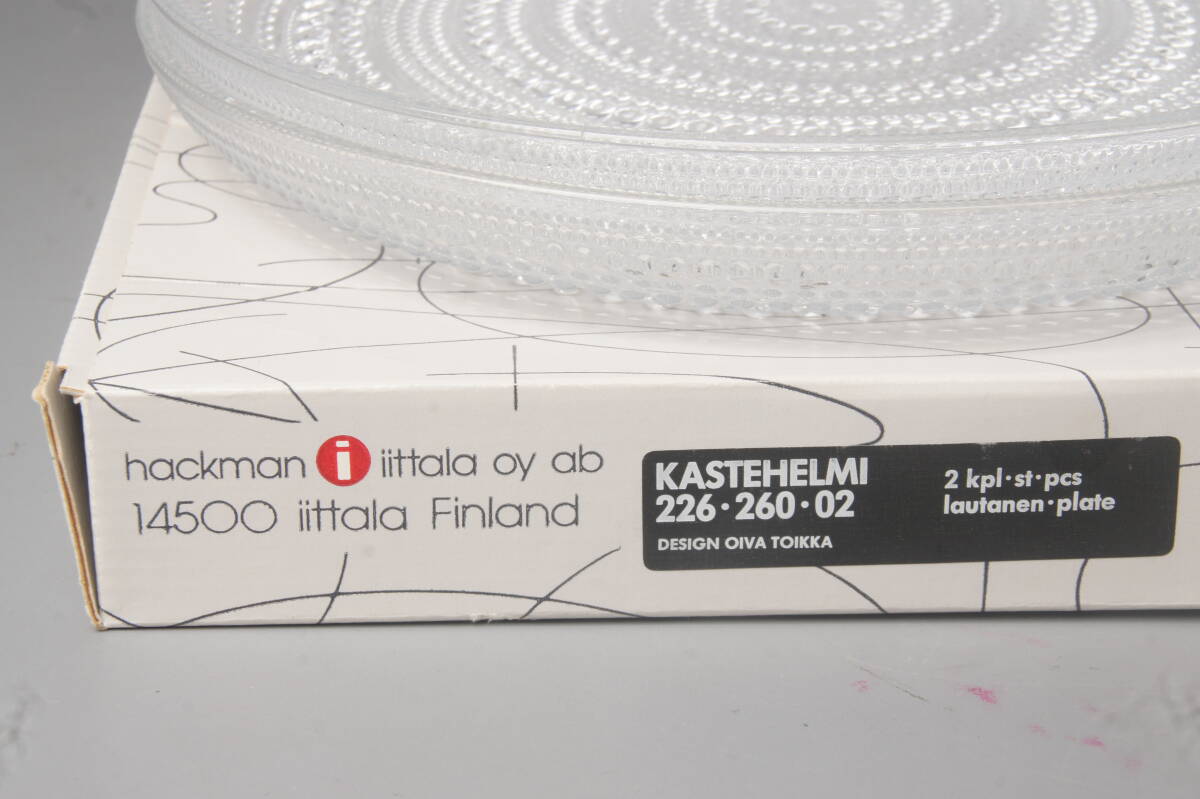 hackman i iittala oy ab
14500 iittala Finland
KASTEHELMI
226·260·02
DESIGN OIVA TOIKKA
2 kpl·st·pcs
lautanen·plate